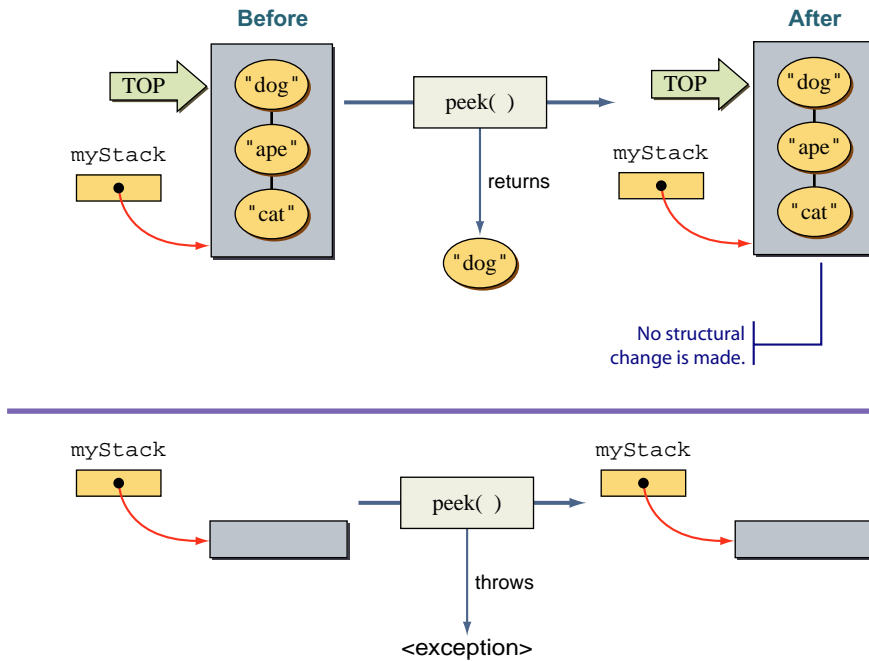 Before
After
TOP
"dog"
"ape"
"cat"
myStack
peek( )
returns
"dog"
TOP
"dog"
"ape"
"cat"
myStack
No structural
change is made.
myStack
peek( )
throws
<exception>
myStack